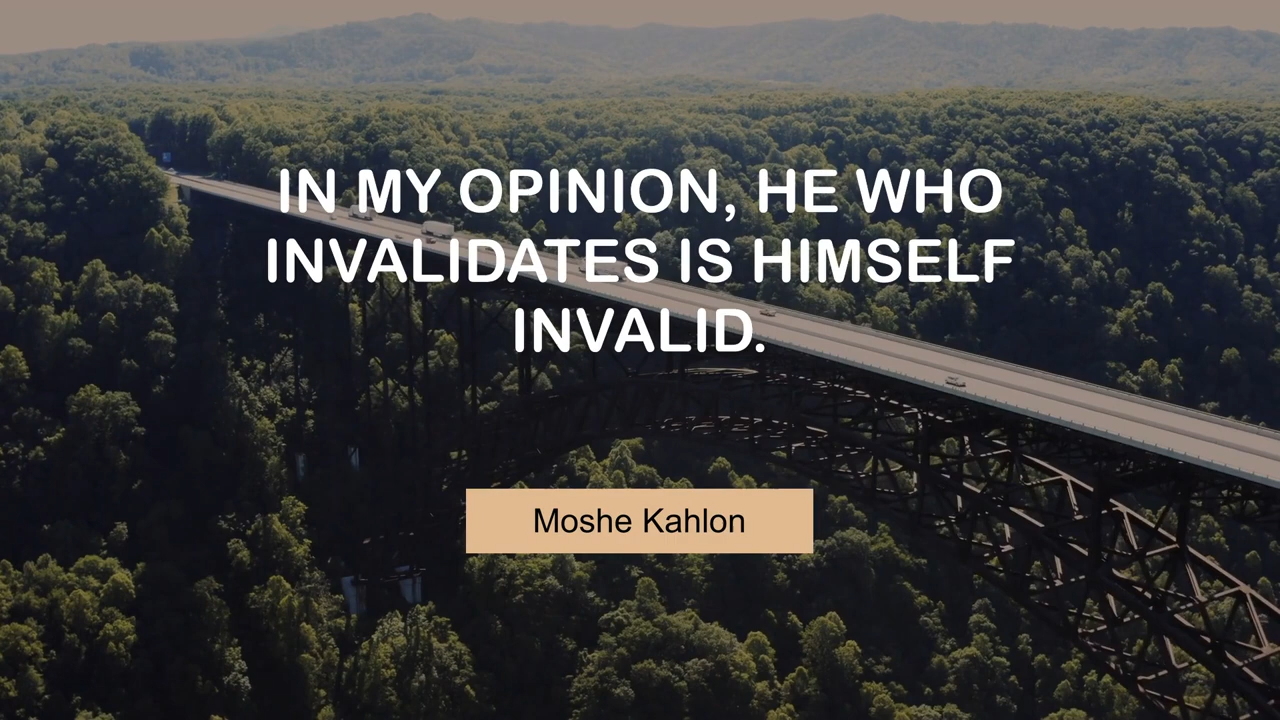 IN MY OPINION, HE WHO
INVALIDATES IS HIMSELF
INVALID.
Moshe Kahlon